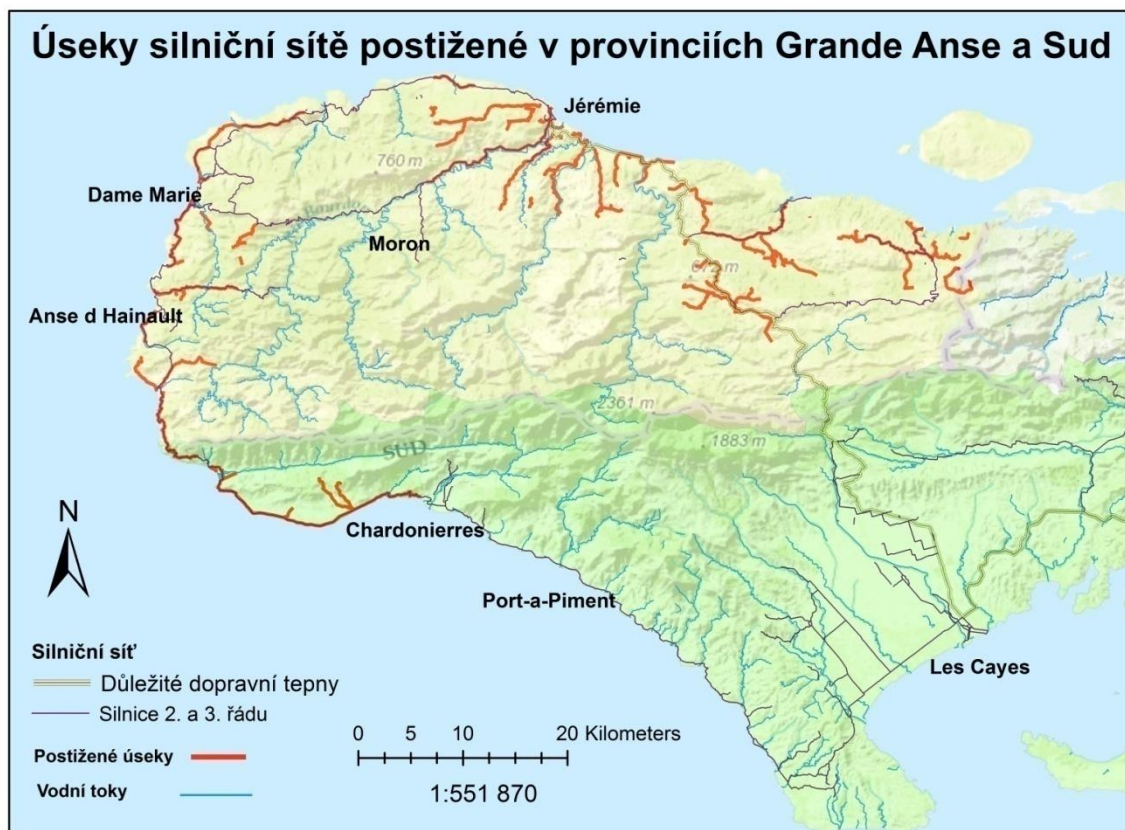 Úseky silniční sítě postižené v provinciích Grande Anse a Sud
Jérémie
760 m
Dame Marie
Moron
672 m
Anse d Hainault
2361 m
1883 m
SUD
N
Chardonierres
Port-a-Piment
Les Cayes
Silniční síť
Důležité dopravní tepny
Silnice 2. a 3. řádu
Postižené úseky
Vodní toky
0 5 10 20 Kilometers
1:551 870